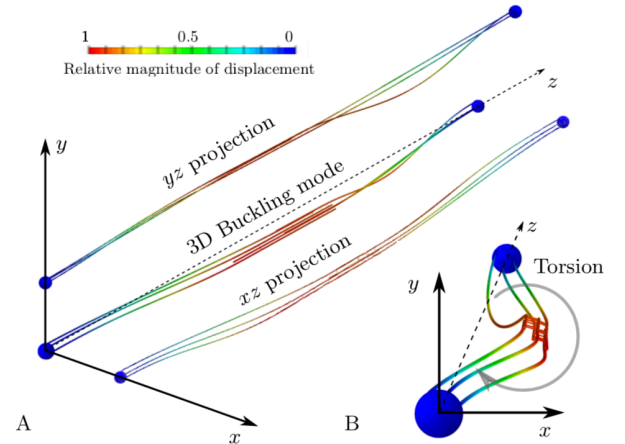 1 0.5 0
Relative magnitude of displacement
y
yz projection
z
3D Buckling mode
xz projection
x
A
z
Torsion
y
x
B